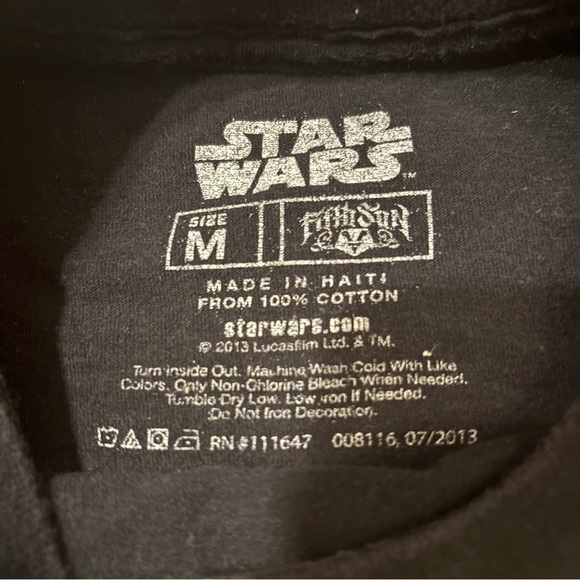 STAR
WARS™
SIZE
M
FIFTH SUN
MADE IN HAITI
FROM 100% COTTON
starwars.com
© 2013 Lucasfilm Ltd. & TM.
Turn Inside Out. Machine Wash Cold With Like
Colors. Only Non-Chlorine Bleach When Needed.
Tumble Dry Low. Low Iron If Needed.
Do Not Iron Decoration.
RN#111647 008116, 07/2013